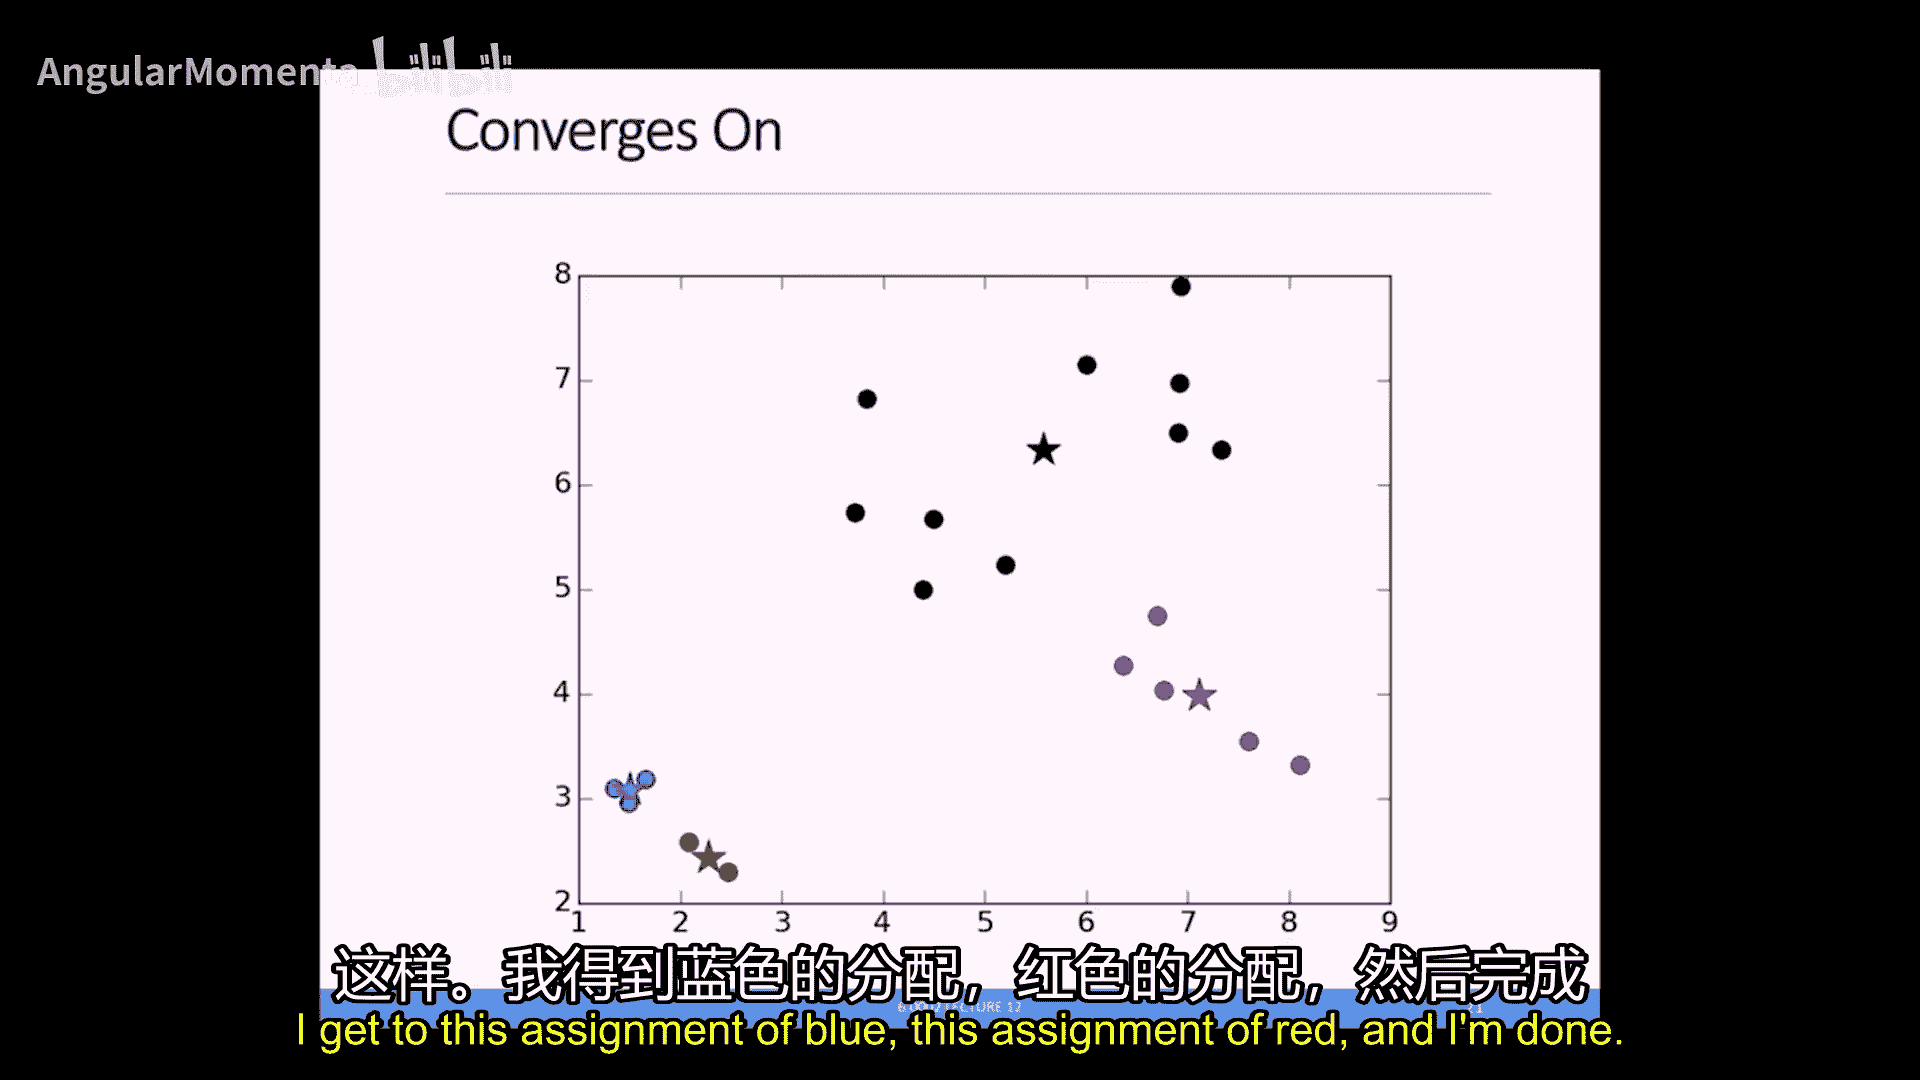 AngularMomenta bilibili
Converges On
8
7
6
5
4
3
2
1 2 3 4 5 6 7 8 9
这样。我得到蓝色的分配，红色的分配，然后完成
I get to this assignment of blue, this assignment of red, and I'm done.